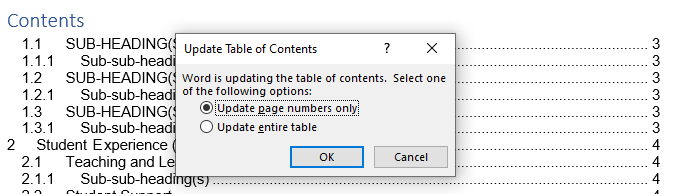 Contents
1.1 SUB-HEADING(S 3
1.1.1 Sub-sub-headi 3
1.2 SUB-HEADING(S 3
1.2.1 Sub-sub-headi 3
1.3 SUB-HEADING(S 3
1.3.1 Sub-sub-headi 3
2 Student Experience ( 4
2.1 Teaching and Le 4
2.1.1 Sub-sub-heading(s) 4
Update Table of Contents ? X
Word is updating the table of contents. Select one
of the following options:
Update page numbers only
Update entire table
OK Cancel